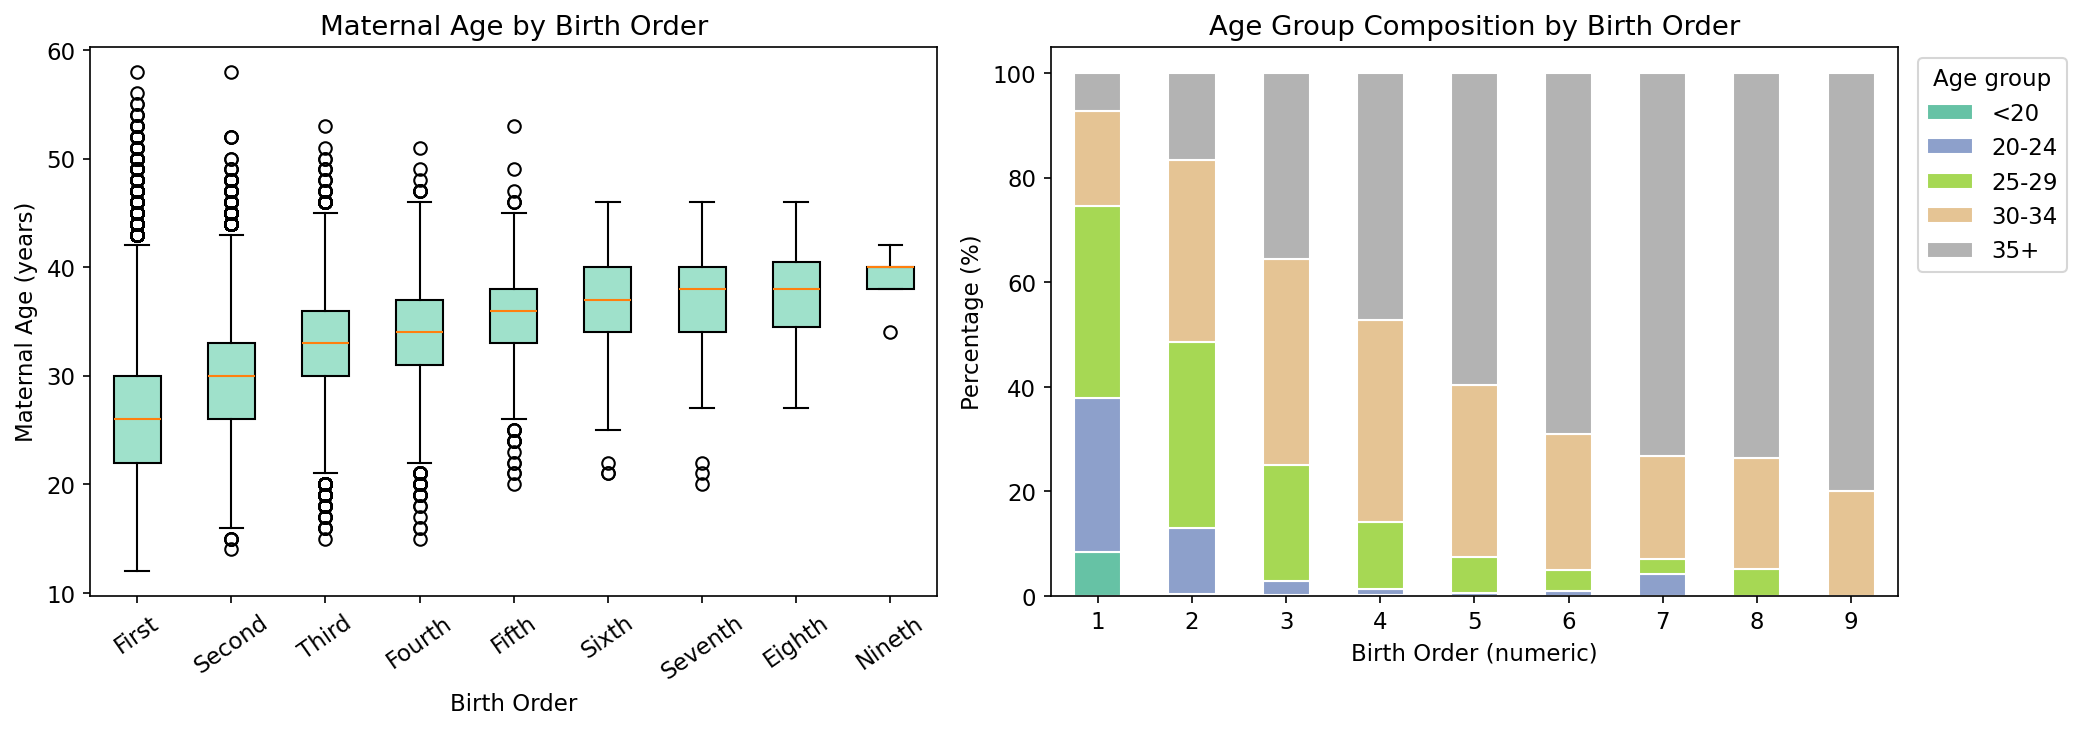 Maternal Age by Birth Order
Maternal Age (years)
60
50
40
30
20
10
First
Second
Third
Fourth
Fifth
Sixth
Seventh
Eighth
Nineth
Birth Order
Age Group Composition by Birth Order
Percentage (%)
100
80
60
40
20
0
1
2
3
4
5
6
7
8
9
Birth Order (numeric)
Age group
<20
20-24
25-29
30-34
35+